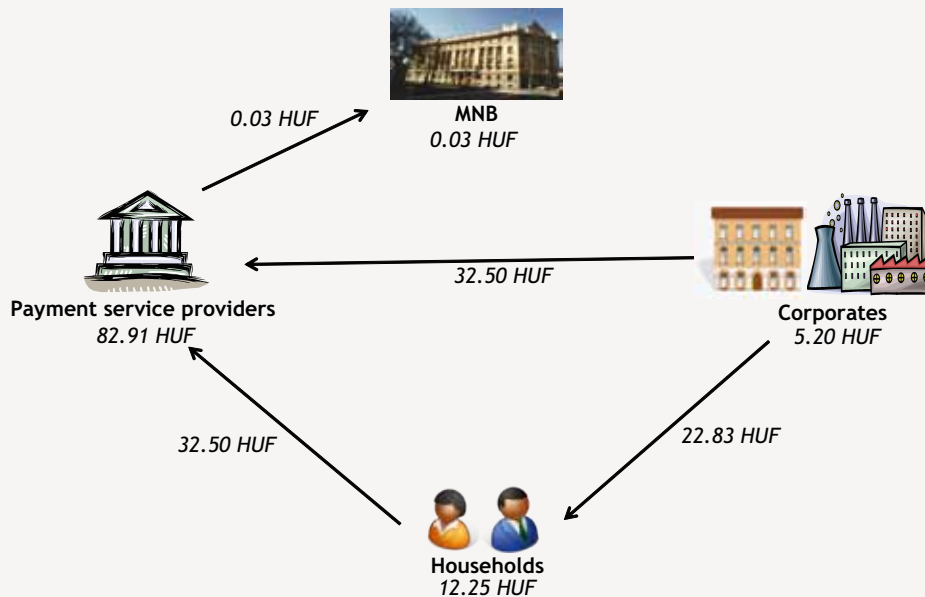 MNB
0.03 HUF
0.03 HUF
32.50 HUF
Payment service providers
82.91 HUF
Corporates
5.20 HUF
32.50 HUF
22.83 HUF
Households
12.25 HUF